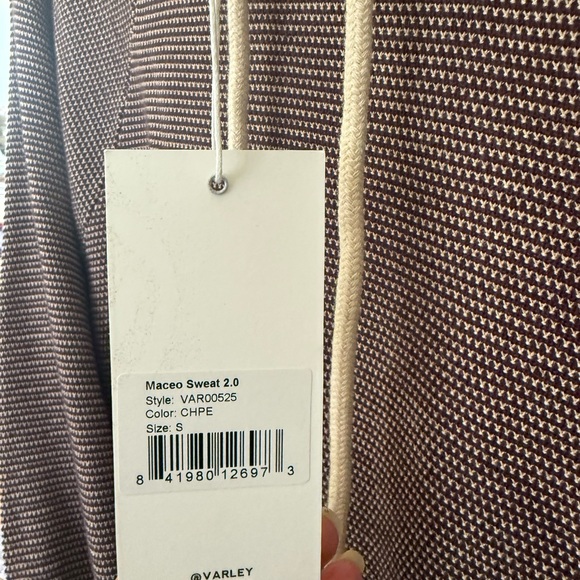 Maceo Sweat 2.0
Style: VAR00525
Color: CHPE
Size: S
8 41980 12697 3
@VARLEY